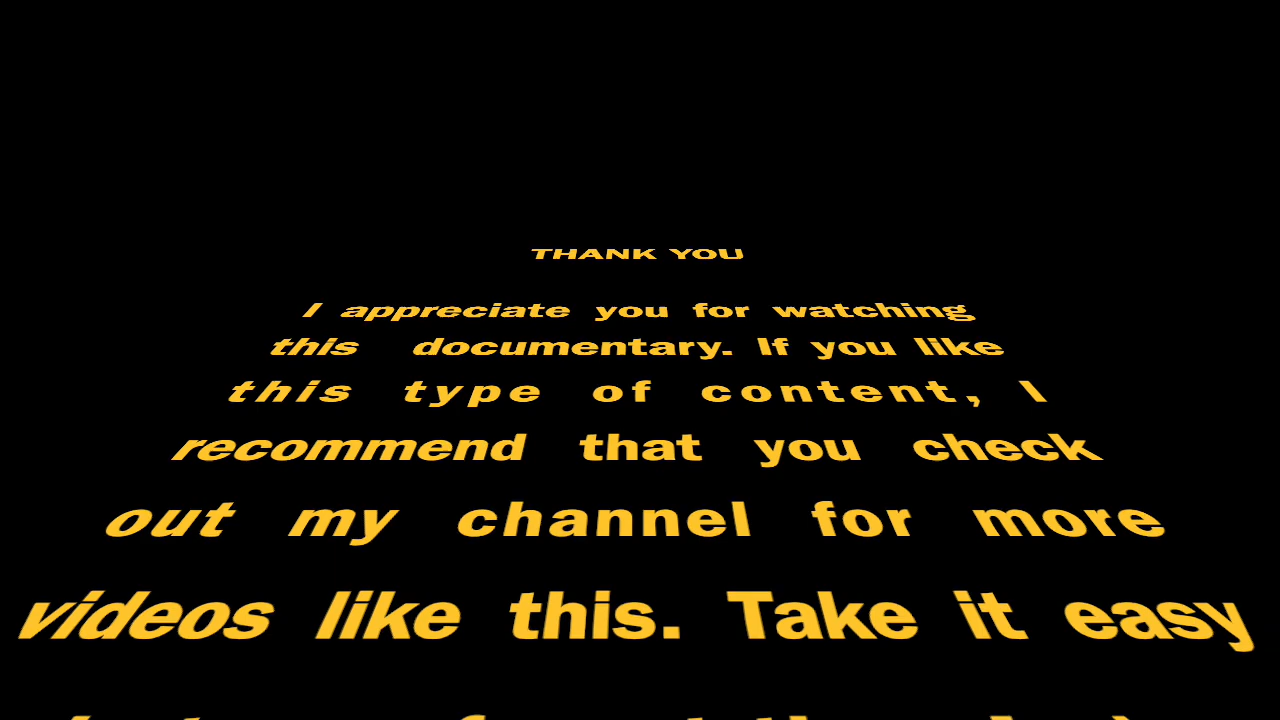 THANK YOU
I appreciate you for watching
this documentary. If you like
this type of content, I
recommend that you check
out my channel for more
videos like this. Take it easy